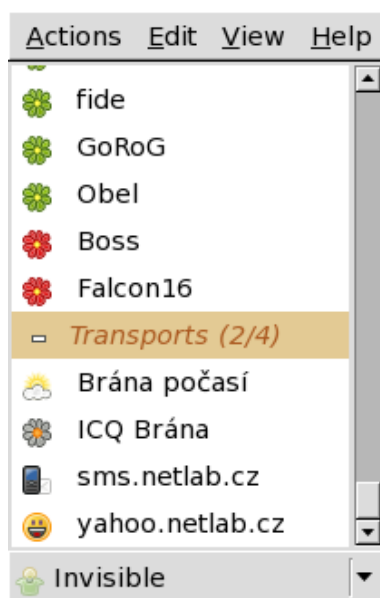 Actions Edit View Help
fide
GoRoG
Obel
Boss
Falcon16
Transports (2/4)
Brána počasí
ICQ Brána
sms.netlab.cz
yahoo.netlab.cz
Invisible